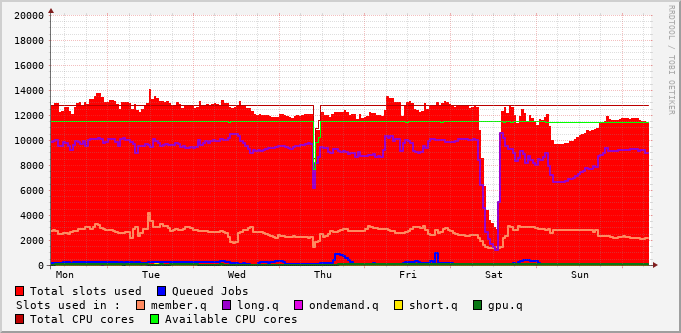 RRDTOOL / TOBI OETIKER
20000
18000
16000
14000
12000
10000
8000
6000
4000
2000
0
Mon Tue Wed Thu Fri Sat Sun
Total slots used Queued Jobs
Slots used in : member.q long.q ondemand.q short.q gpu.q
Total CPU cores Available CPU cores